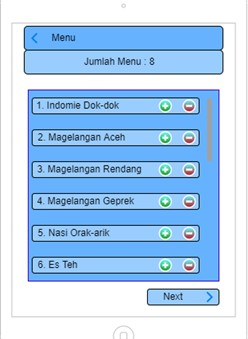 Menu
Jumlah Menu : 8
1. Indomie Dok-dok
2. Magelangan Aceh
3. Magelangan Rendang
4. Magelangan Geprek
5. Nasi Orak-arik
6. Es Teh
Next